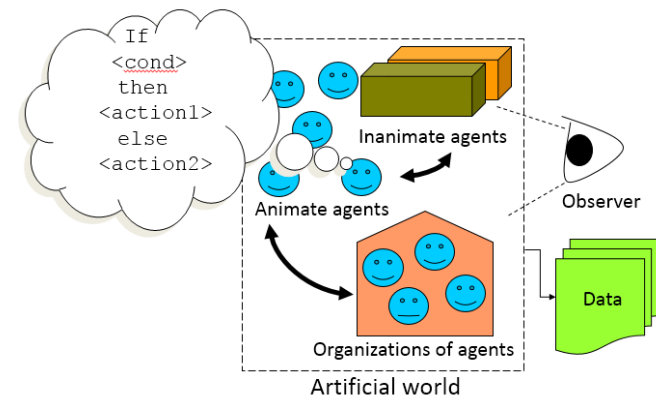 If
<cond>
then
<action1)
else
<action2)
Inanimate agents
Animate agents
Observer
Data
Organizations of agents
Artificial world